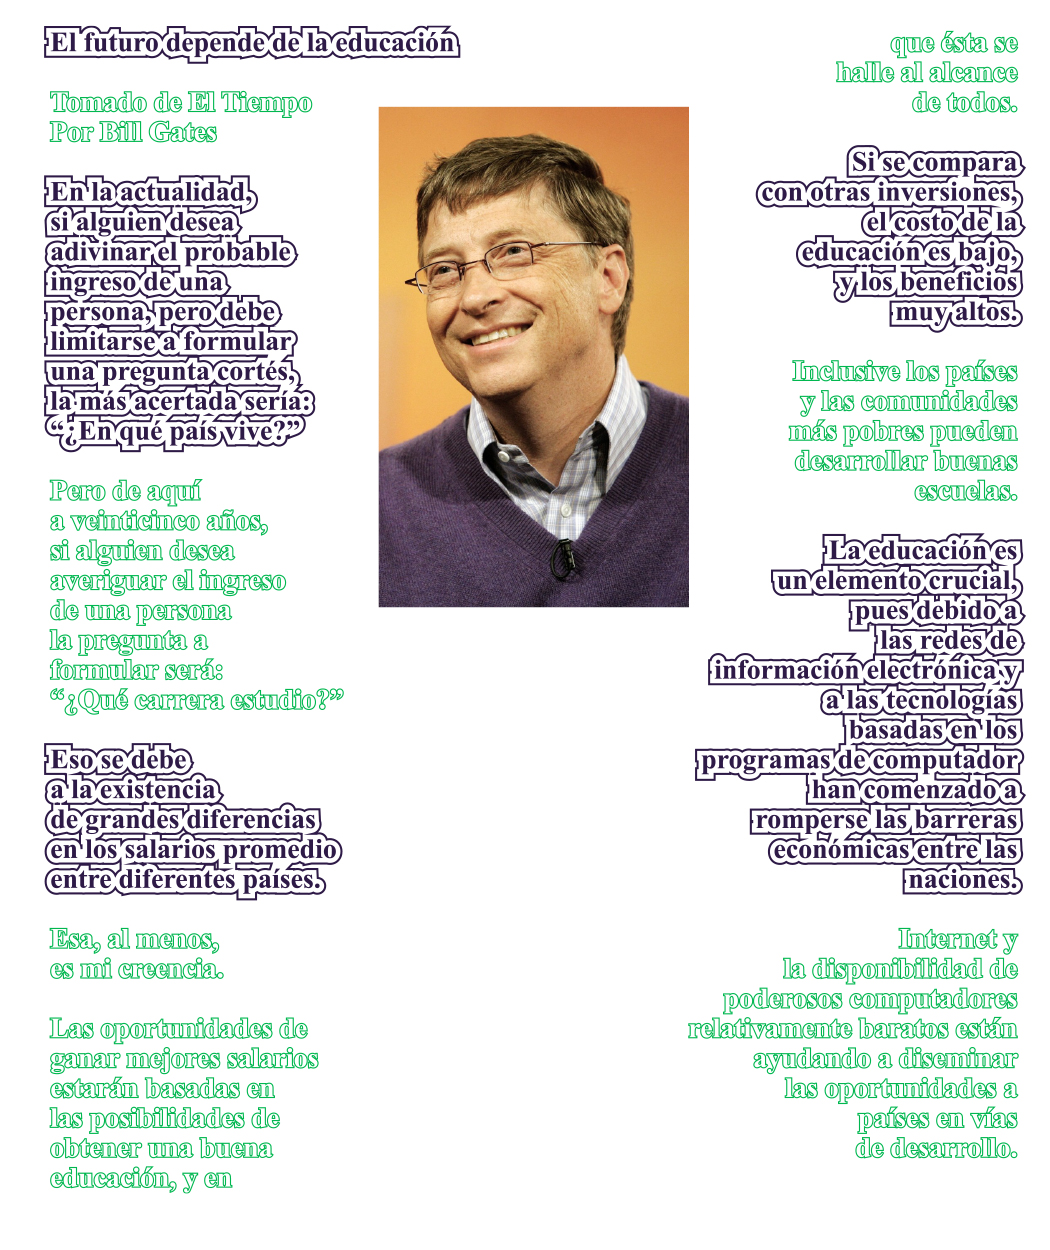 El futuro depende de la educación
Tomado de El Tiempo
Por Bill Gates
En la actualidad,
si alguien desea
adivinar el probable
ingreso de una
persona, pero debe
limitarse a formular
una pregunta cortés,
la más acertada sería:
“¿En qué país vive?”
Pero de aquí
a veinticinco años,
si alguien desea
averiguar el ingreso
de una persona
la pregunta a
formular será:
“¿Qué carrera estudio?”
Eso se debe
a la existencia
de grandes diferencias
en los salarios promedio
entre diferentes países.
Esa, al menos,
es mi creencia.
Las oportunidades de
ganar mejores salarios
estarán basadas en
las posibilidades de
obtener una buena
educación, y en
que ésta se
halle al alcance
de todos.
Si se compara
con otras inversiones,
el costo de la
educación es bajo,
y los beneficios
muy altos.
Inclusive los países
y las comunidades
más pobres pueden
desarrollar buenas
escuelas.
La educación es
un elemento crucial,
pues debido a
las redes de
información electrónica y
a las tecnologías
basadas en los
programas de computador
han comenzado a
romperse las barreras
económicas entre las
naciones.
Internet y
la disponibilidad de
poderosos computadores
relativamente baratos están
ayudando a diseminar
las oportunidades a
países en vías
de desarrollo.